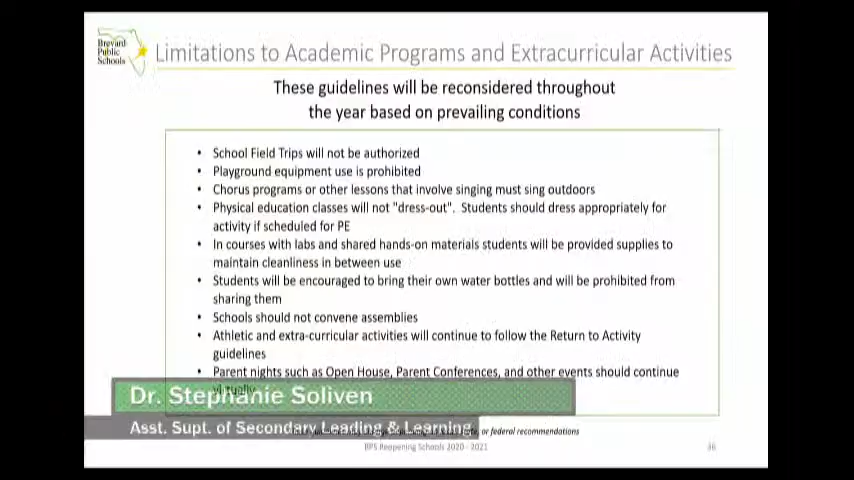 Brevard
Public
Schools
Limitations to Academic Programs and Extracurricular Activities
These guidelines will be reconsidered throughout
the year based on prevailing conditions
• School Field Trips will not be authorized
• Playground equipment use is prohibited
• Chorus programs or other lessons that involve singing must sing outdoors
• Physical education classes will not "dress-out". Students should dress appropriately for
activity if scheduled for PE
• In courses with labs and shared hands-on materials students will be provided supplies to
maintain cleanliness in between use
• Students will be encouraged to bring their own water bottles and will be prohibited from
sharing them
• Schools should not convene assemblies
• Athletic and extra-curricular activities will continue to follow the Return to Activity
guidelines
• Parent nights such as Open House, Parent Conferences, and other events should continue
virtually
Dr. Stephanie Soliven
Asst. Supt. of Secondary Leading & Learning
or federal recommendations
BPS Reopening Schools 2020 - 2021